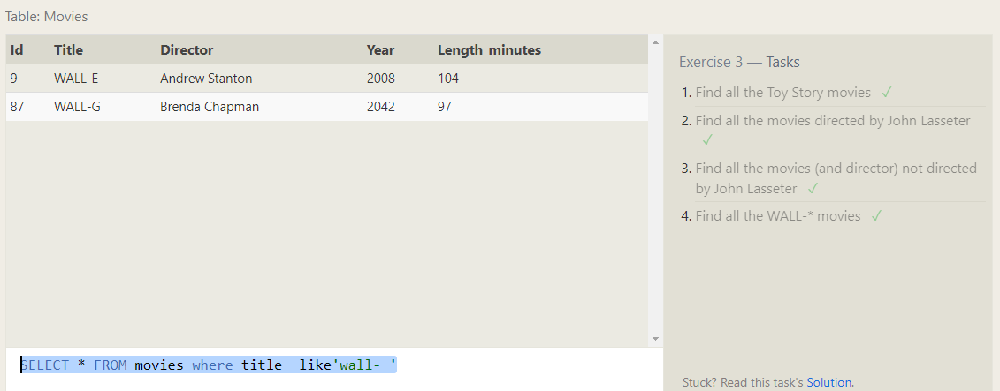 Table: Movies
Id Title Director Year Length_minutes
9 WALL-E Andrew Stanton 2008 104
87 WALL-G Brenda Chapman 2042 97
SELECT * FROM movies where title  like'wall-_'
Exercise 3 — Tasks
1. Find all the Toy Story movies ✓
2. Find all the movies directed by John Lasseter
✓
3. Find all the movies (and director) not directed
by John Lasseter ✓
4. Find all the WALL-* movies ✓
Stuck? Read this task's Solution.